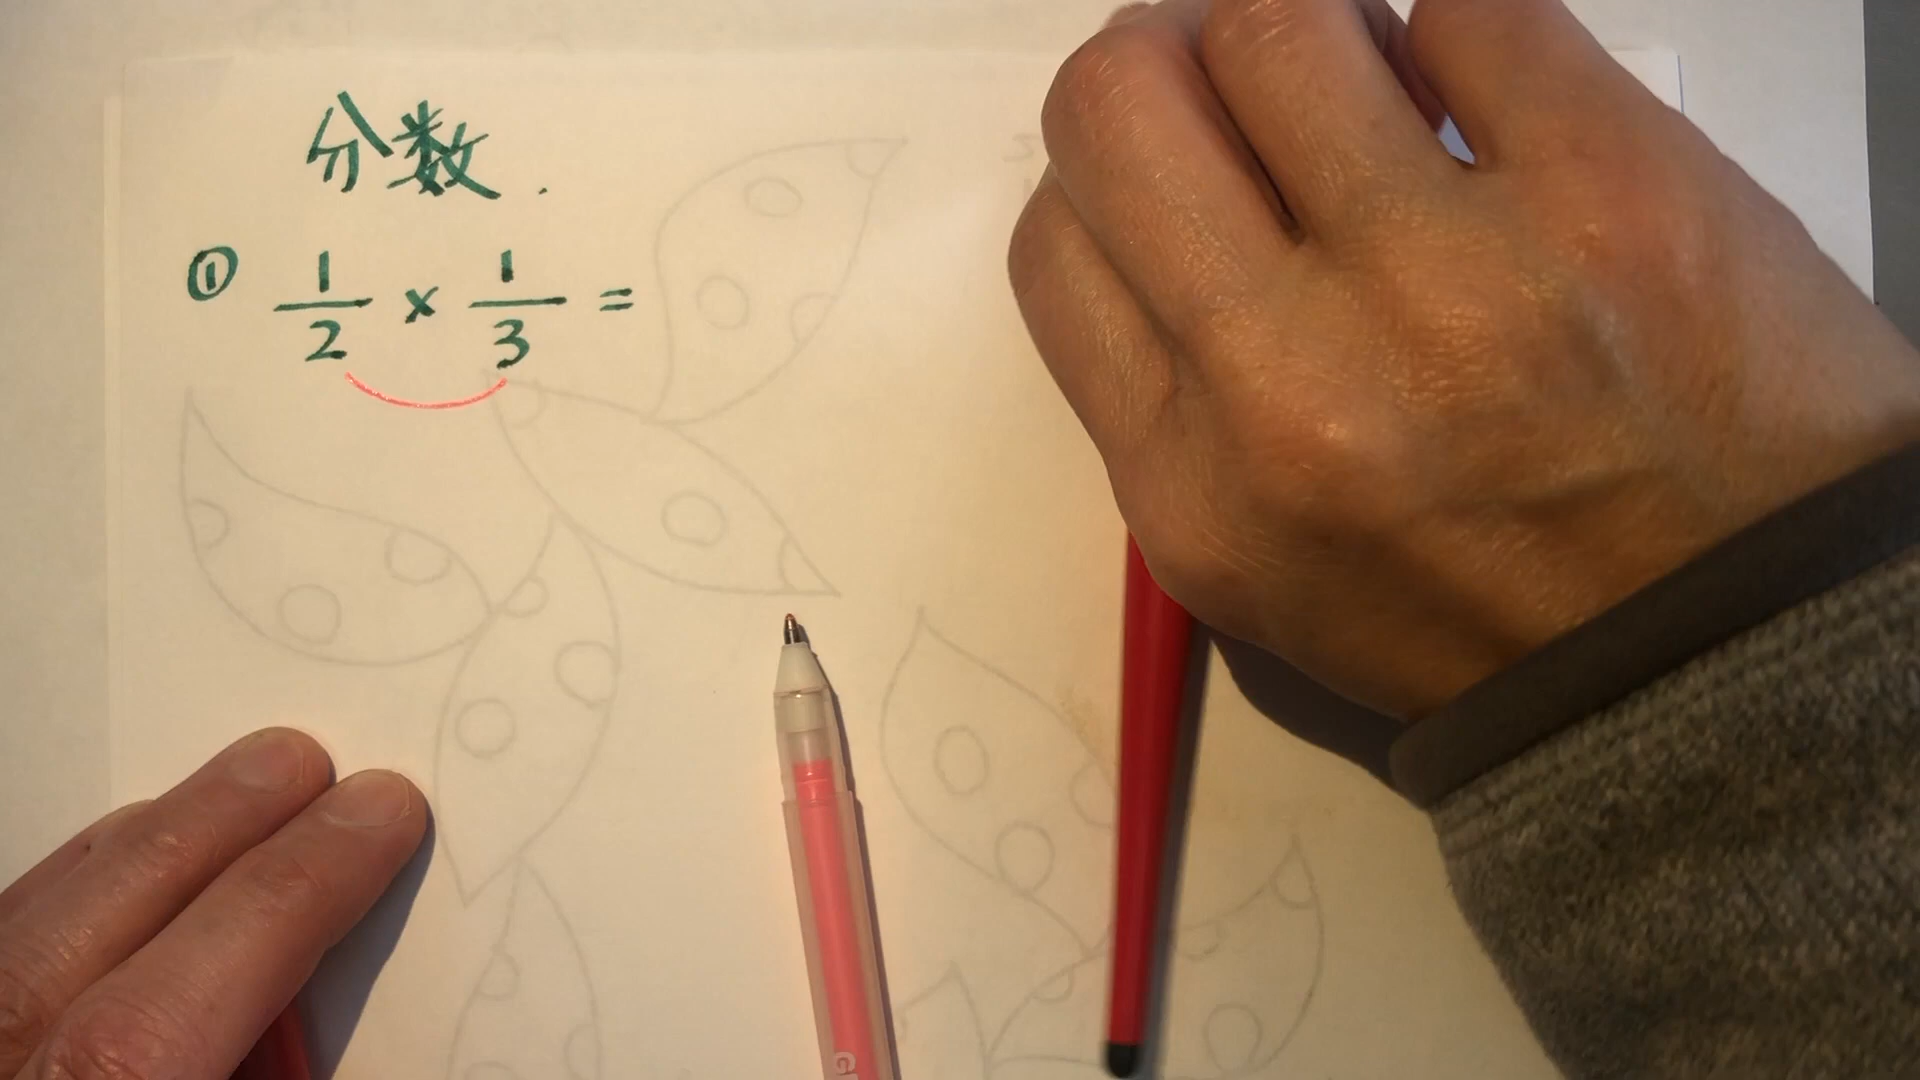 分数.
① 1/2 × 1/3 =